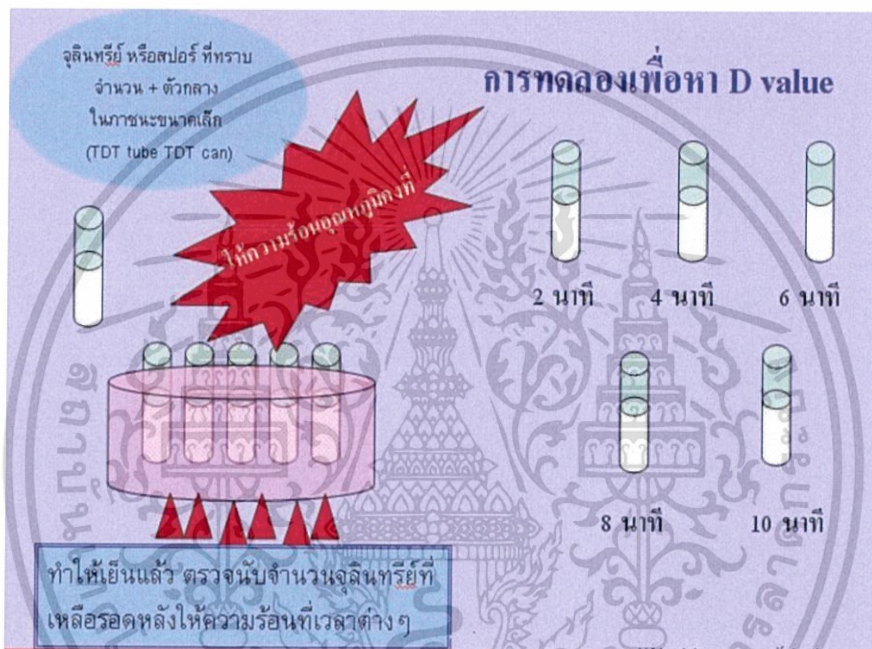 จุลินทรีย์ หรือสปอร์ ที่ทราบ
จำนวน + ตัวกลาง
ในภาชนะขนาดเล็ก
(TDT tube TDT can)
การทดลองเพื่อหา D value
ให้ความร้อนอุณหภูมิคงที่
2 นาที
4 นาที
6 นาที
8 นาที
10 นาที
ทำให้เย็นแล้ว ตรวจนับจำนวนจุลินทรีย์ที่
เหลือรอดหลังให้ความร้อนที่เวลาต่างๆ